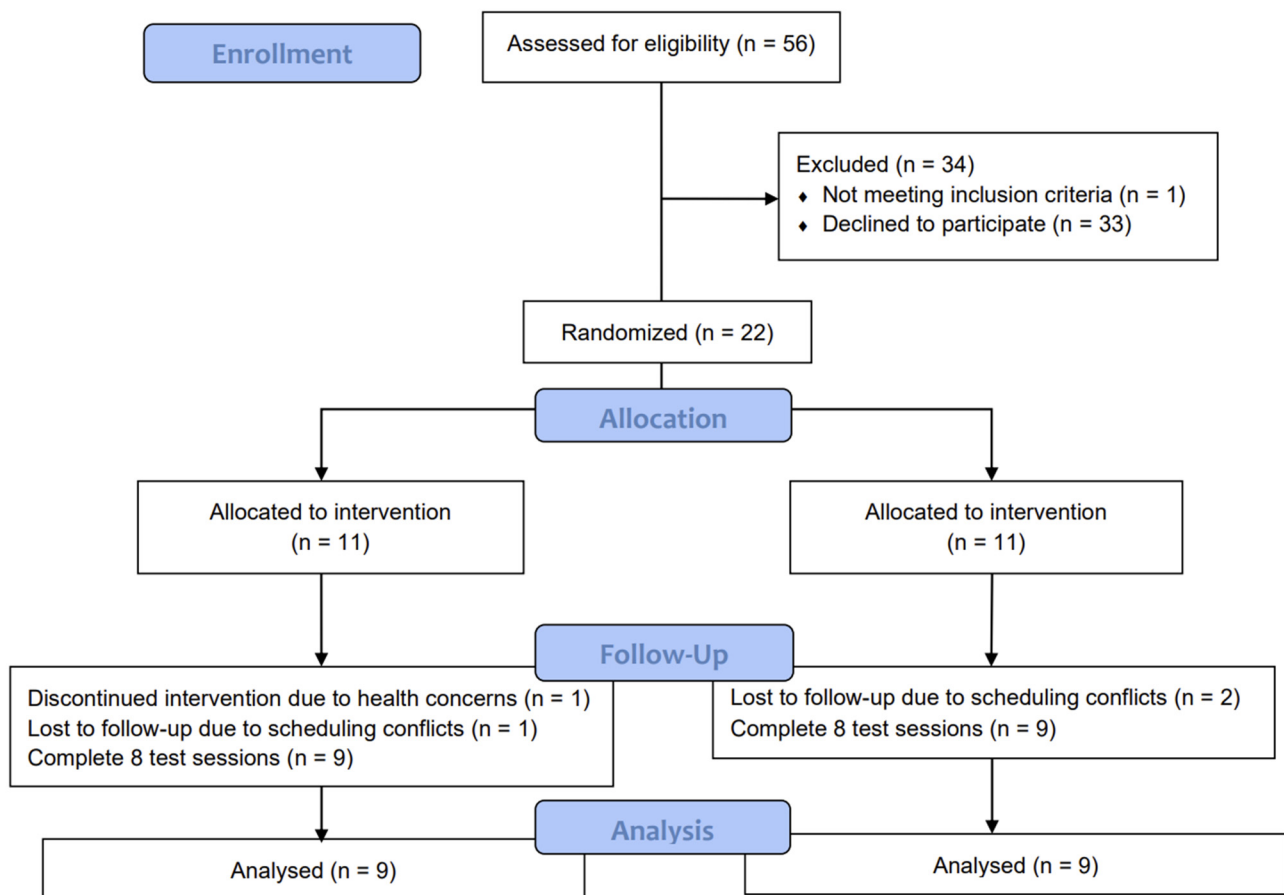 Enrollment
Assessed for eligibility (n = 56)
Excluded (n = 34)
♦ Not meeting inclusion criteria (n = 1)
♦ Declined to participate (n = 33)
Randomized (n = 22)
Allocation
Allocated to intervention
(n = 11)
Allocated to intervention
(n = 11)
Follow-Up
Discontinued intervention due to health concerns (n = 1)
Lost to follow-up due to scheduling conflicts (n = 1)
Complete 8 test sessions (n = 9)
Lost to follow-up due to scheduling conflicts (n = 2)
Complete 8 test sessions (n = 9)
Analysis
Analysed (n = 9)
Analysed (n = 9)